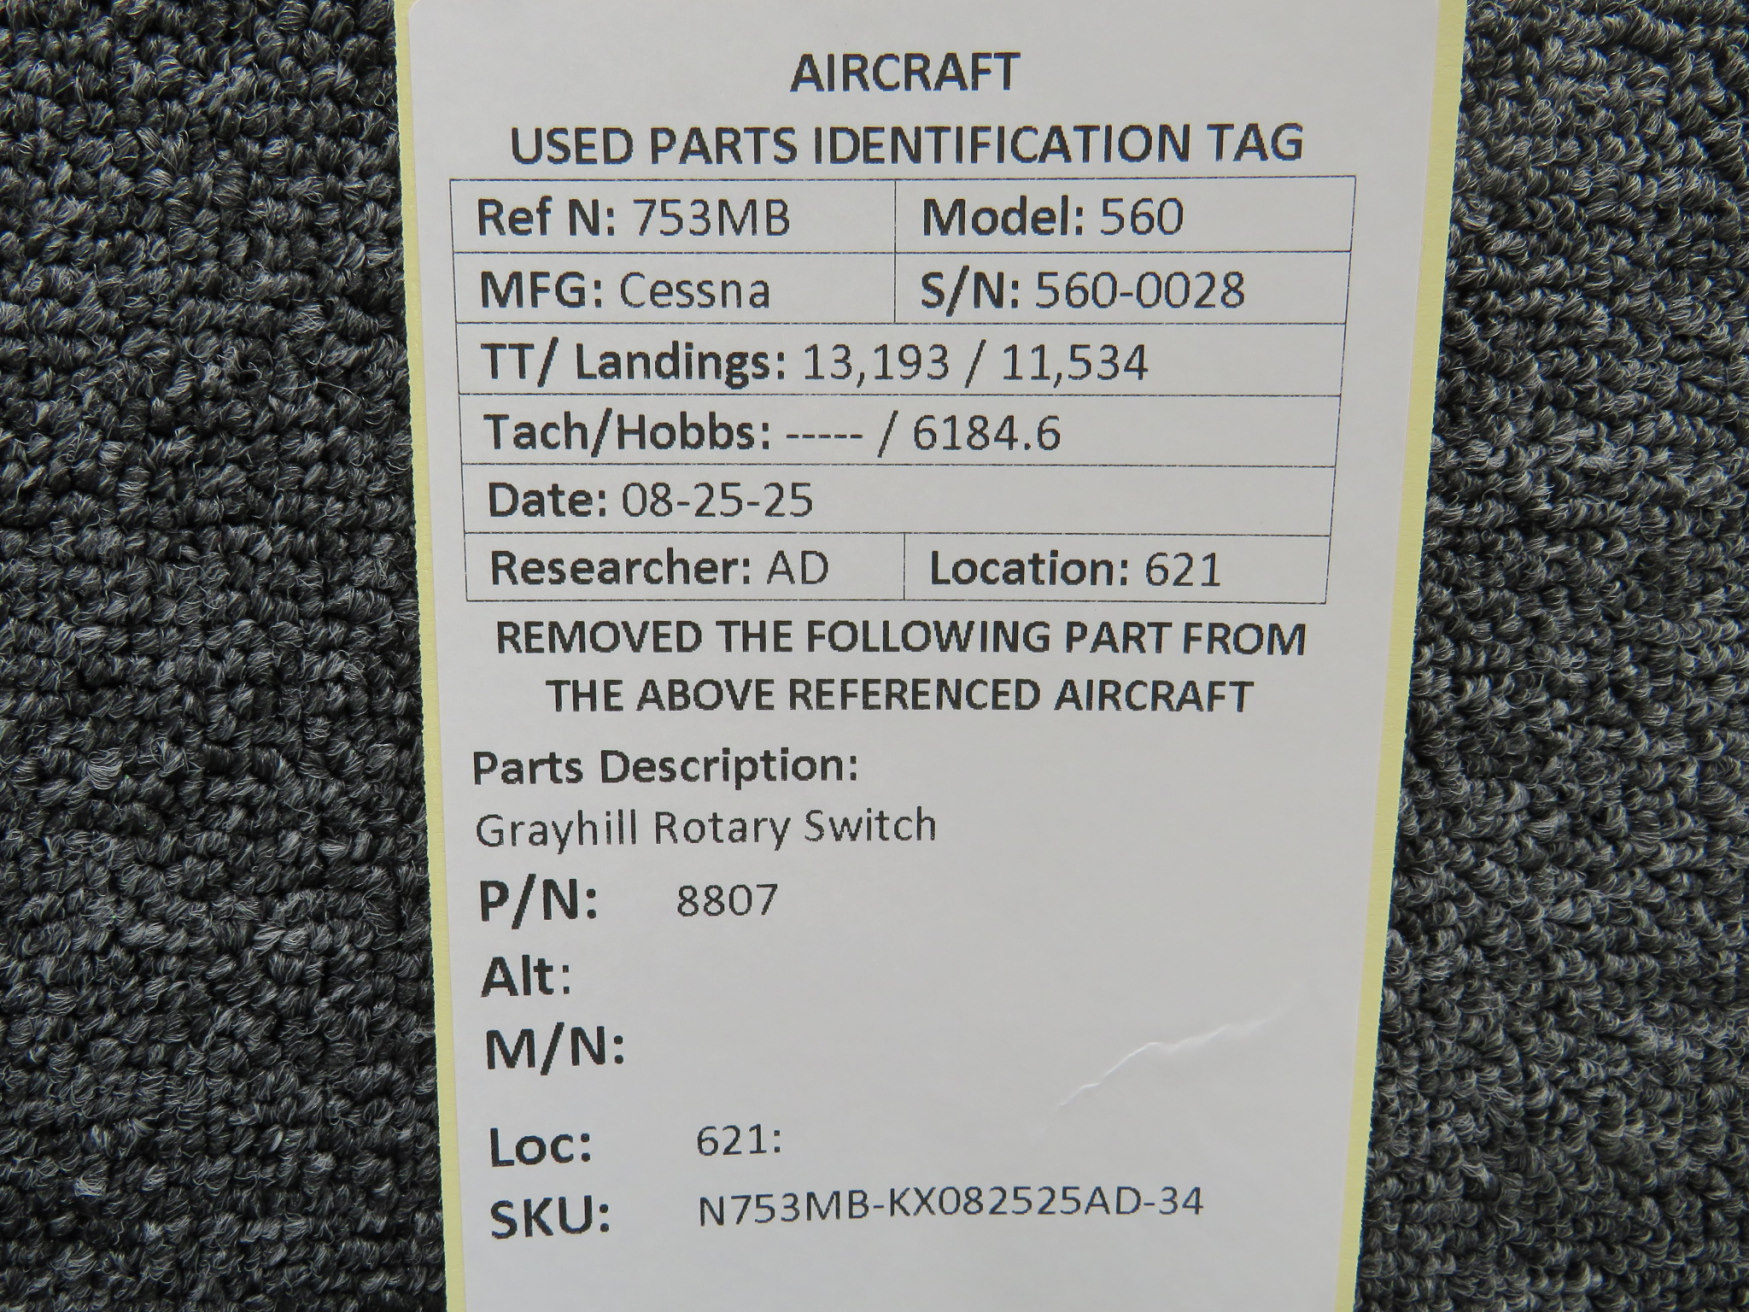 AIRCRAFT
USED PARTS IDENTIFICATION TAG
Ref N: 753MB Model: 560
MFG: Cessna S/N: 560-0028
TT/ Landings: 13,193 / 11,534
Tach/Hobbs: ----- / 6184.6
Date: 08-25-25
Researcher: AD Location: 621
REMOVED THE FOLLOWING PART FROM
THE ABOVE REFERENCED AIRCRAFT
Parts Description:
Grayhill Rotary Switch
P/N: 8807
Alt:
M/N:
Loc: 621:
SKU: N753MB-KX082525AD-34